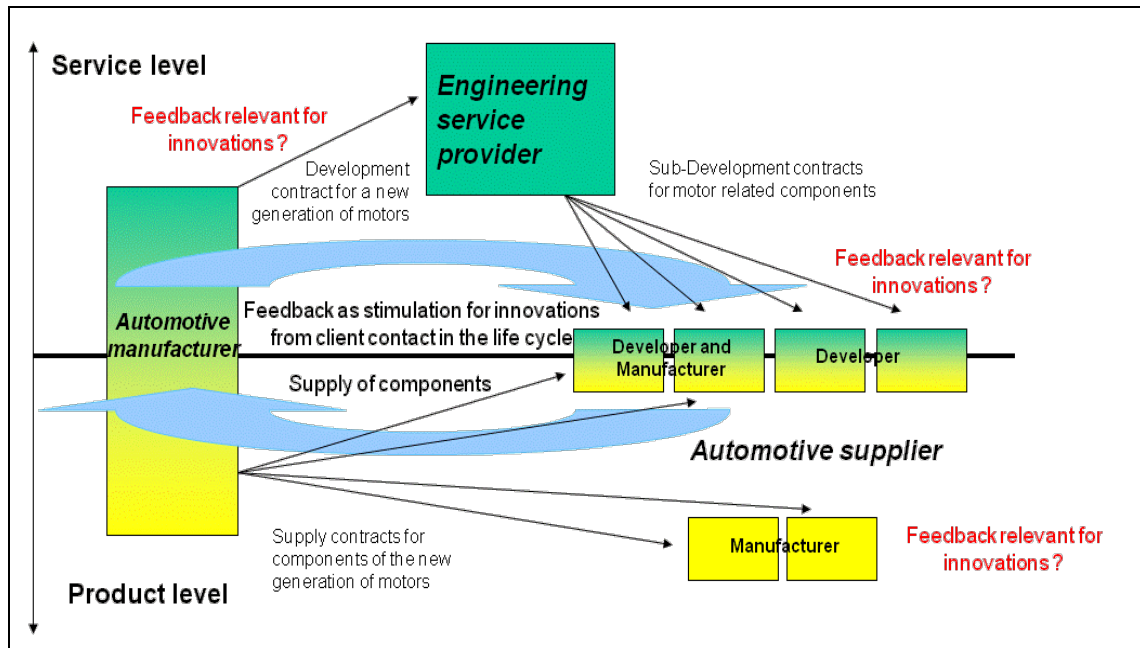 Service level
Engineering
service
provider
Feedback relevant for
innovations?
Development
contract for a new
generation of motors
Sub-Development contracts
for motor related components
Feedback relevant for
innovations?
Automotive
manufacturer
Feedback as stimulation for innovations
from client contact in the life cycle
Developer and
Manufacturer
Developer
Supply of components
Automotive supplier
Supply contracts for
components of the new
generation of motors
Manufacturer
Feedback relevant for
innovations?
Product level